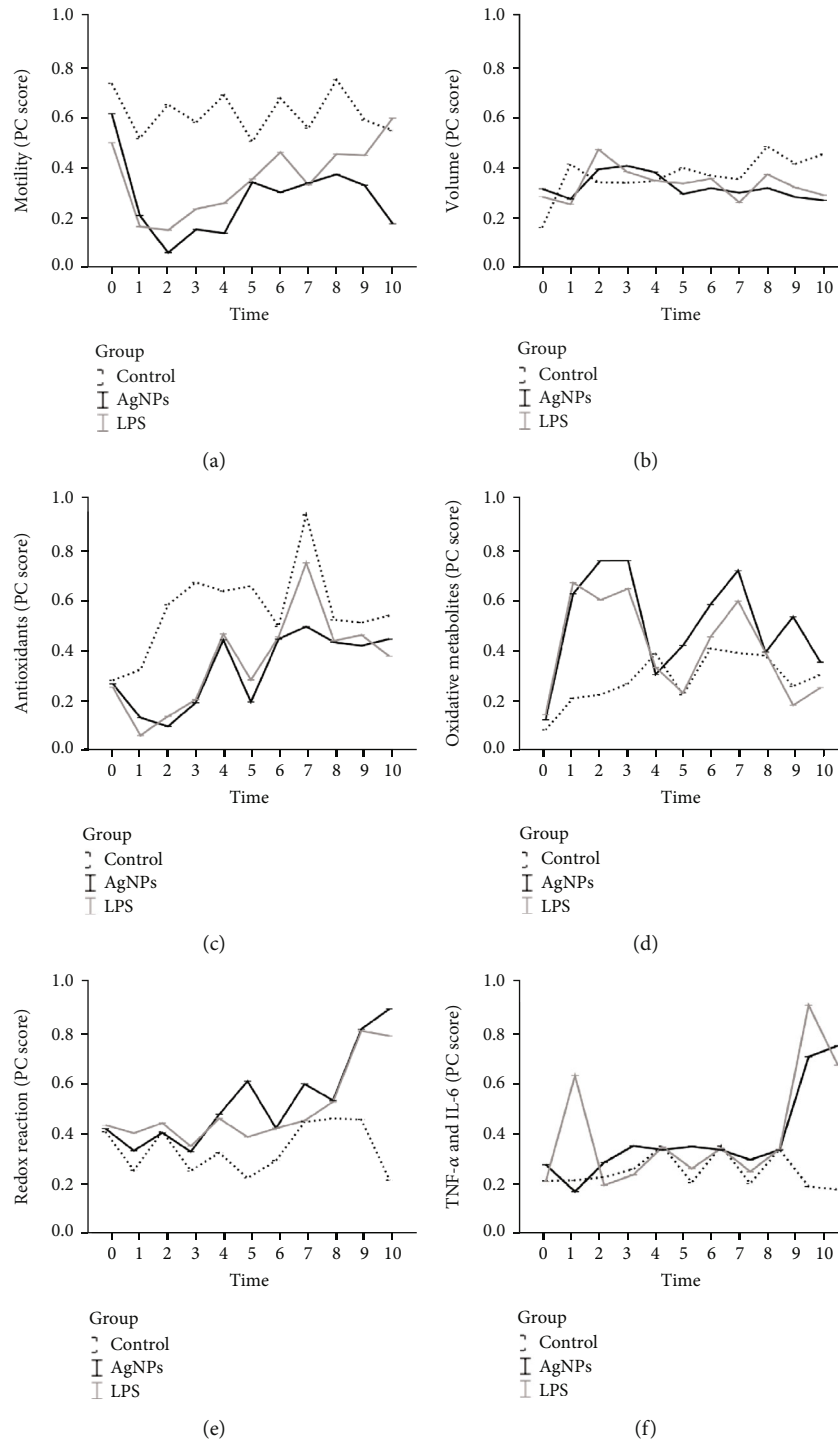 1.0
0.8
0.6
0.4
0.2
0.0
Motility (PC score)
0 1 2 3 4 5 6 7 8 9 10
Time
Group
Control
AgNPs
LPS
(a)
1.0
0.8
0.6
0.4
0.2
0.0
Volume (PC score)
0 1 2 3 4 5 6 7 8 9 10
Time
Group
Control
AgNPs
LPS
(b)
1.0
0.8
0.6
0.4
0.2
0.0
Antioxidants (PC score)
0 1 2 3 4 5 6 7 8 9 10
Time
Group
Control
AgNPs
LPS
(c)
1.0
0.8
0.6
0.4
0.2
0.0
Oxidative metabolites (PC score)
0 1 2 3 4 5 6 7 8 9 10
Time
Group
Control
AgNPs
LPS
(d)
1.0
0.8
0.6
0.4
0.2
0.0
Redox reaction (PC score)
0 1 2 3 4 5 6 7 8 9 10
Time
Group
Control
AgNPs
LPS
(e)
1.0
0.8
0.6
0.4
0.2
0.0
TNF-α and IL-6 (PC score)
0 1 2 3 4 5 6 7 8 9 10
Time
Group
Control
AgNPs
LPS
(f)